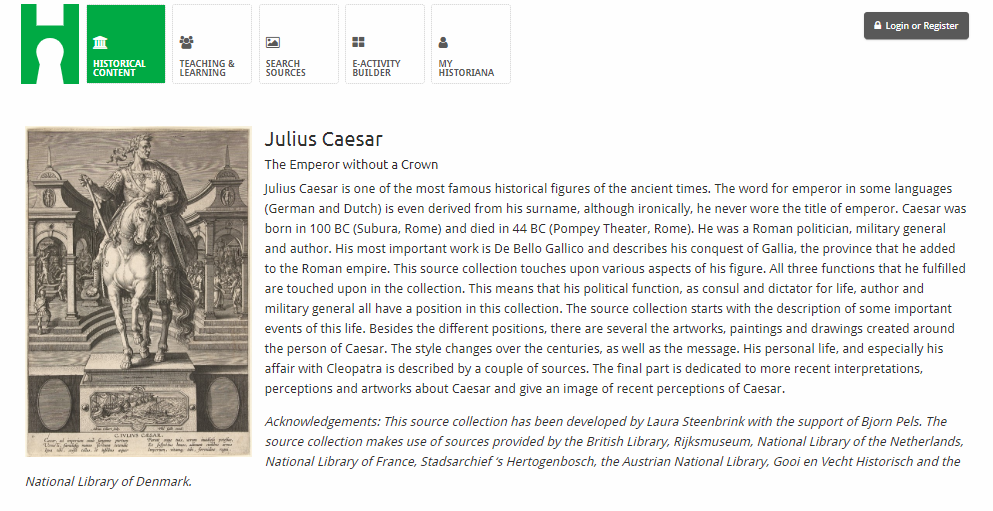 HISTORICAL
CONTENT
TEACHING &
LEARNING
SEARCH
SOURCES
E-ACTIVITY
BUILDER
MY
HISTORIANA
Login or Register
Julius Caesar
The Emperor without a Crown
Julius Caesar is one of the most famous historical figures of the ancient times. The word for emperor in some languages
(German and Dutch) is even derived from his surname, although ironically, he never wore the title of emperor. Caesar was
born in 100 BC (Subura, Rome) and died in 44 BC (Pompey Theater, Rome). He was a Roman politician, military general
and author. His most important work is De Bello Gallico and describes his conquest of Gallia, the province that he added
to the Roman empire. This source collection touches upon various aspects of his figure. All three functions that he fulfilled
are touched upon in the collection. This means that his political function, as consul and dictator for life, author and
military general all have a position in this collection. The source collection starts with the description of some important
events of this life. Besides the different positions, there are several the artworks, paintings and drawings created around
the person of Caesar. The style changes over the centuries, as well as the message. His personal life, and especially his
affair with Cleopatra is described by a couple of sources. The final part is dedicated to more recent interpretations,
perceptions and artworks about Caesar and give an image of recent perceptions of Caesar.
Acknowledgements: This source collection has been developed by Laura Steenbrink with the support of Bjorn Pels. The
source collection makes use of sources provided by the British Library, Rijksmuseum, National Library of the Netherlands,
National Library of France, Stadsarchief 's Hertogenbosch, the Austrian National Library, Gooi en Vecht Historisch and the
National Library of Denmark.